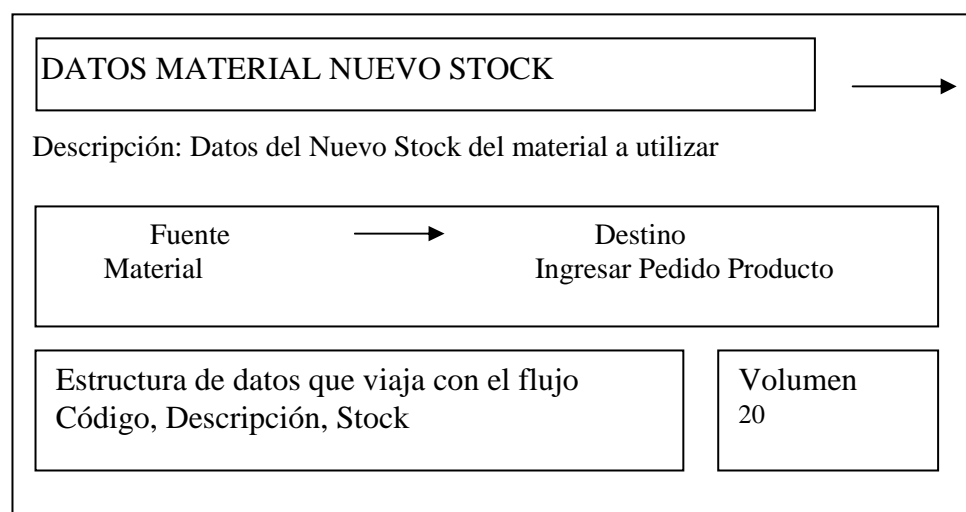 DATOS MATERIAL NUEVO STOCK
Descripción: Datos del Nuevo Stock del material a utilizar
Fuente Destino
Material Ingresar Pedido Producto
Estructura de datos que viaja con el flujo
Código, Descripción, Stock
Volumen
20